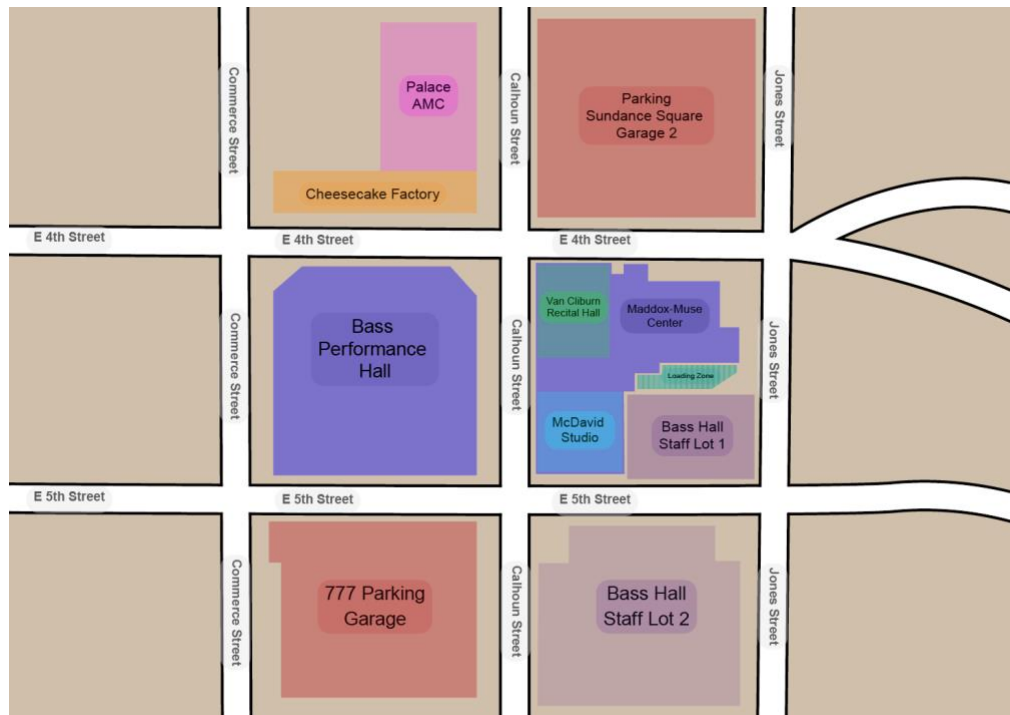 Commerce Street
Palace
AMC
Calhoun Street
Parking
Sundance Square
Garage 2
Jones Street
Cheesecake Factory
E 4th Street
E 4th Street
E 4th Street
Commerce Street
Bass
Performance
Hall
Calhoun Street
Van Cliburn
Recital Hall
Maddox-Muse
Center
Jones Street
Loading Zone
McDavid
Studio
Bass Hall
Staff Lot 1
E 5th Street
E 5th Street
E 5th Street
Commerce Street
777 Parking
Garage
Calhoun Street
Bass Hall
Staff Lot 2
Jones Street